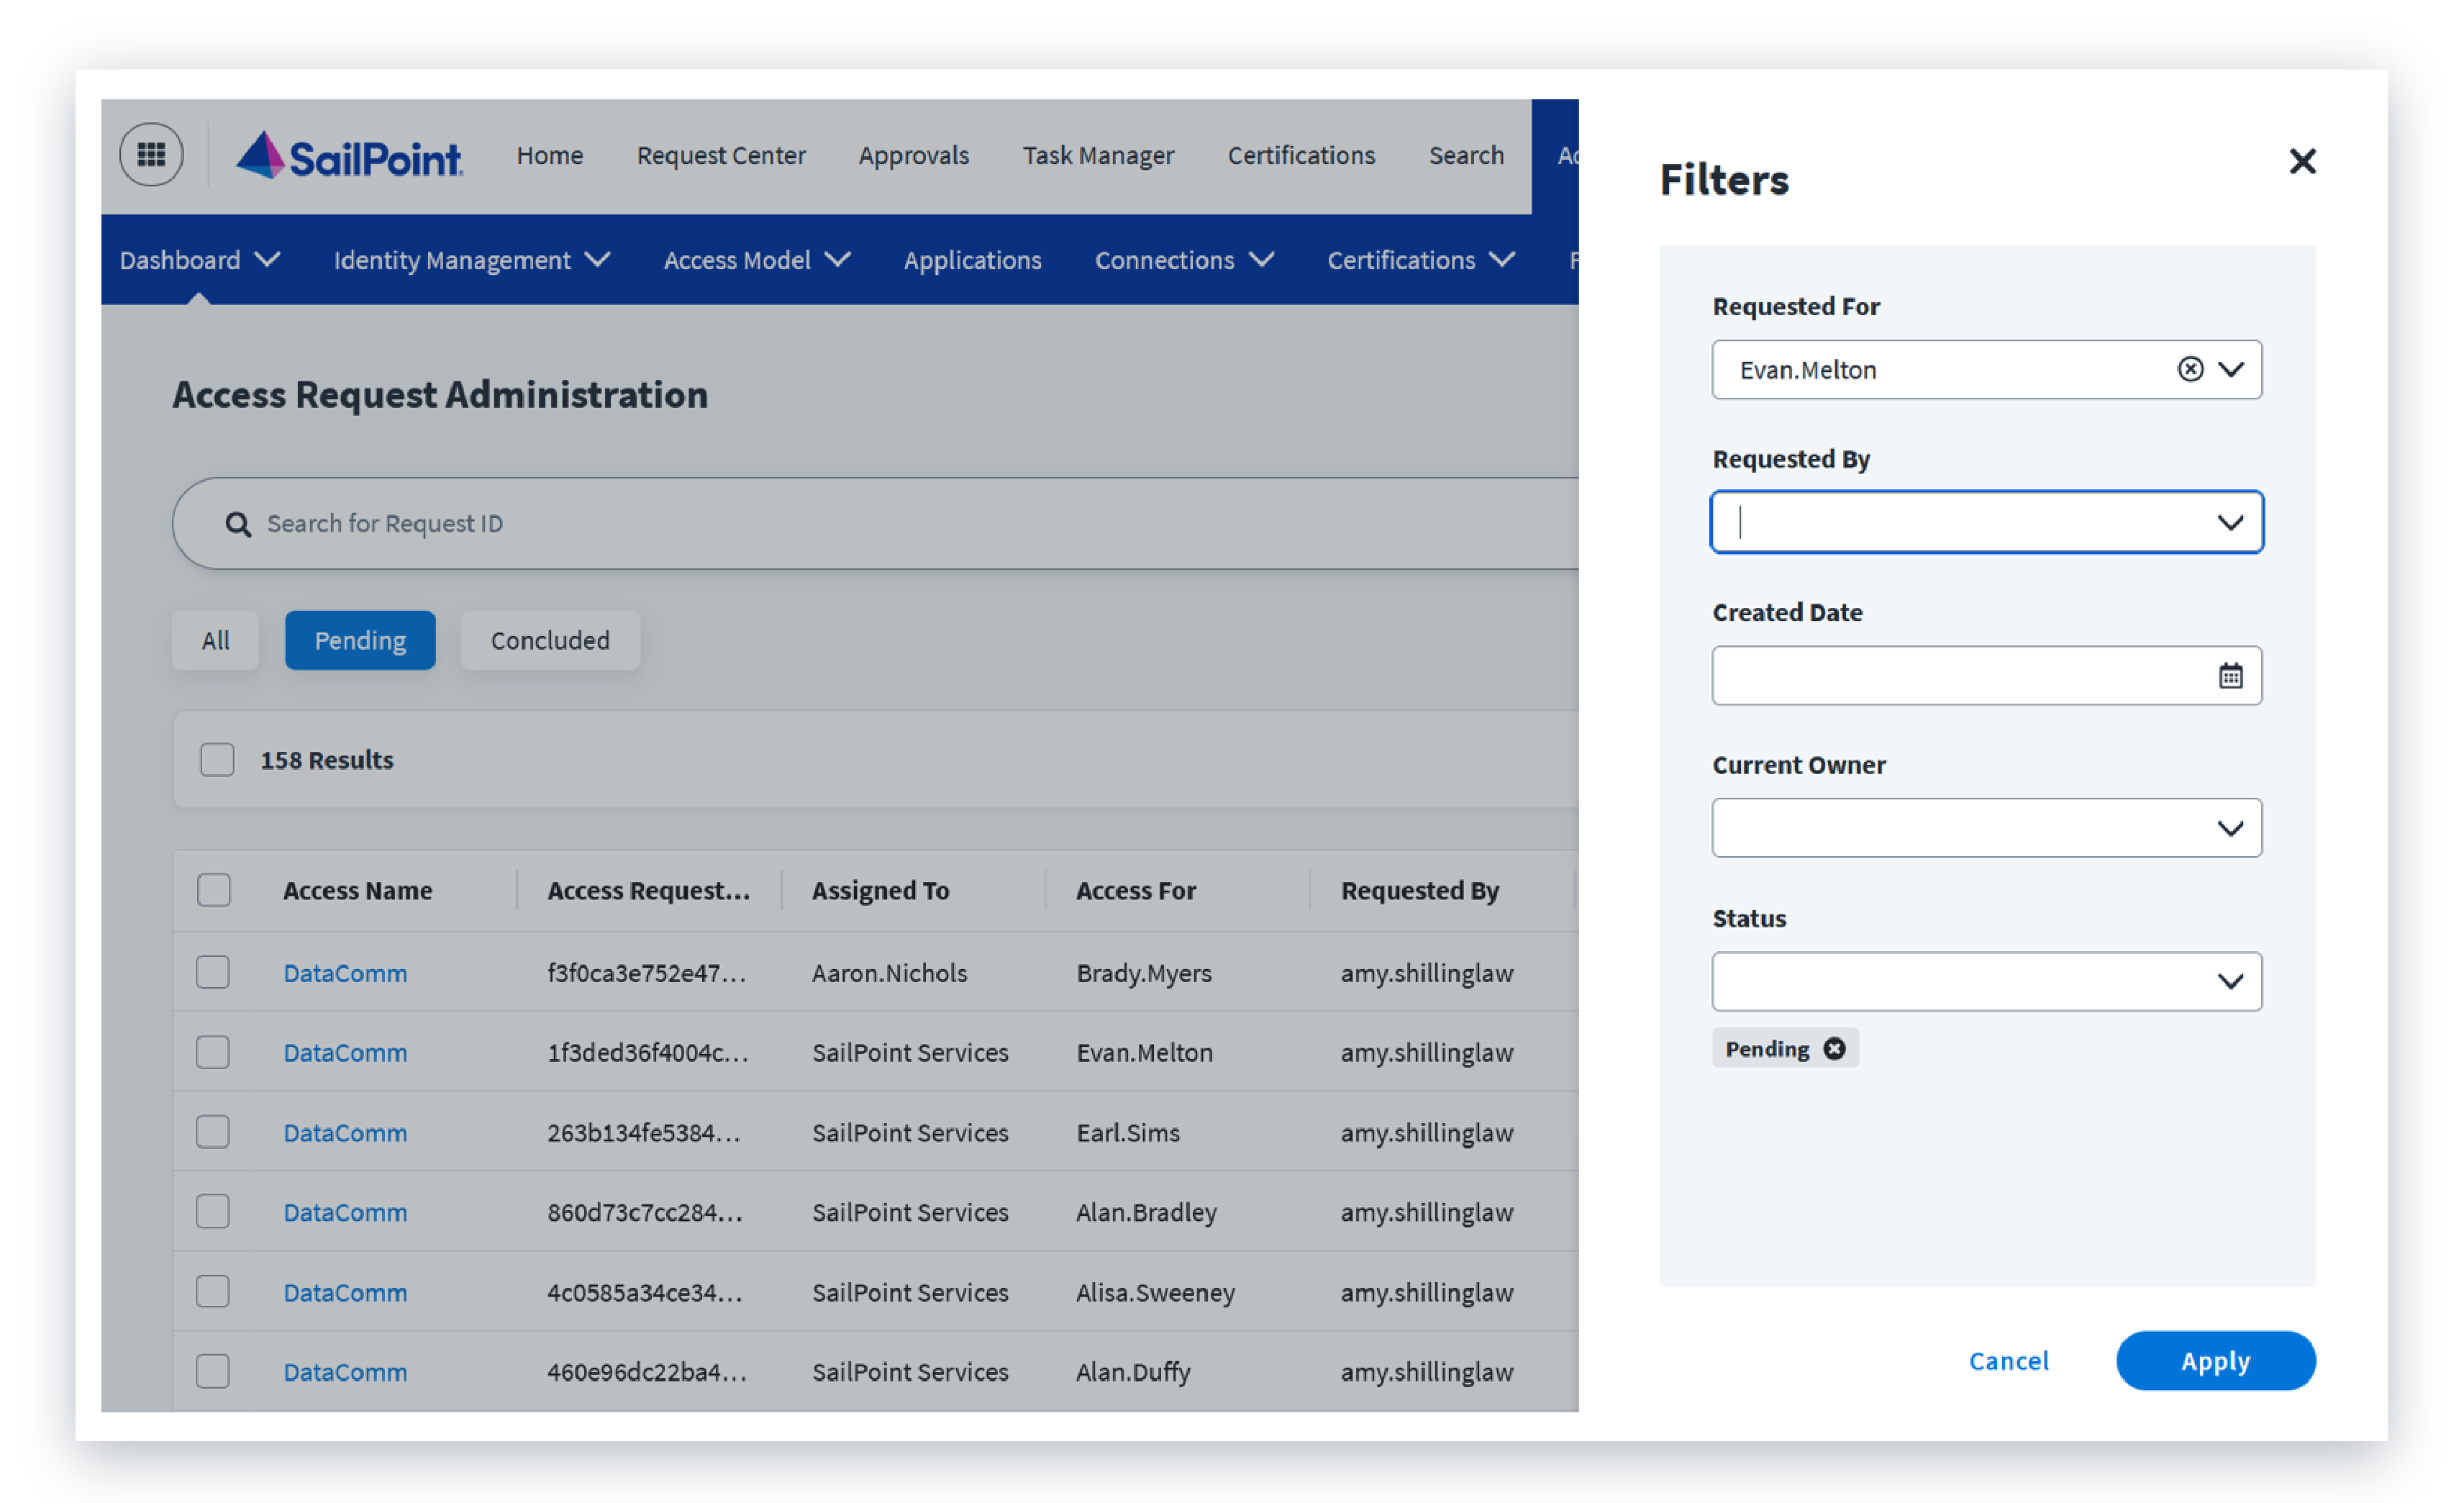 SailPoint
Home
Request Center
Approvals
Task Manager
Certifications
Search
Dashboard
Identity Management
Access Model
Applications
Connections
Certifications
Access Request Administration
Search for Request ID
All
Pending
Concluded
158 Results
Access Name Access Request... Assigned To Access For Requested By
DataComm f3f0ca3e752e47... Aaron.Nichols Brady.Myers amy.shillinglaw
DataComm 1f3ded36f4004c... SailPoint Services Evan.Melton amy.shillinglaw
DataComm 263b134fe5384... SailPoint Services Earl.Sims amy.shillinglaw
DataComm 860d73c7cc284... SailPoint Services Alan.Bradley amy.shillinglaw
DataComm 4c0585a34ce34... SailPoint Services Alisa.Sweeney amy.shillinglaw
DataComm 460e96dc22ba4... SailPoint Services Alan.Duffy amy.shillinglaw
Filters
Requested For
Evan.Melton
Requested By
Created Date
Current Owner
Status
Pending
Cancel
Apply